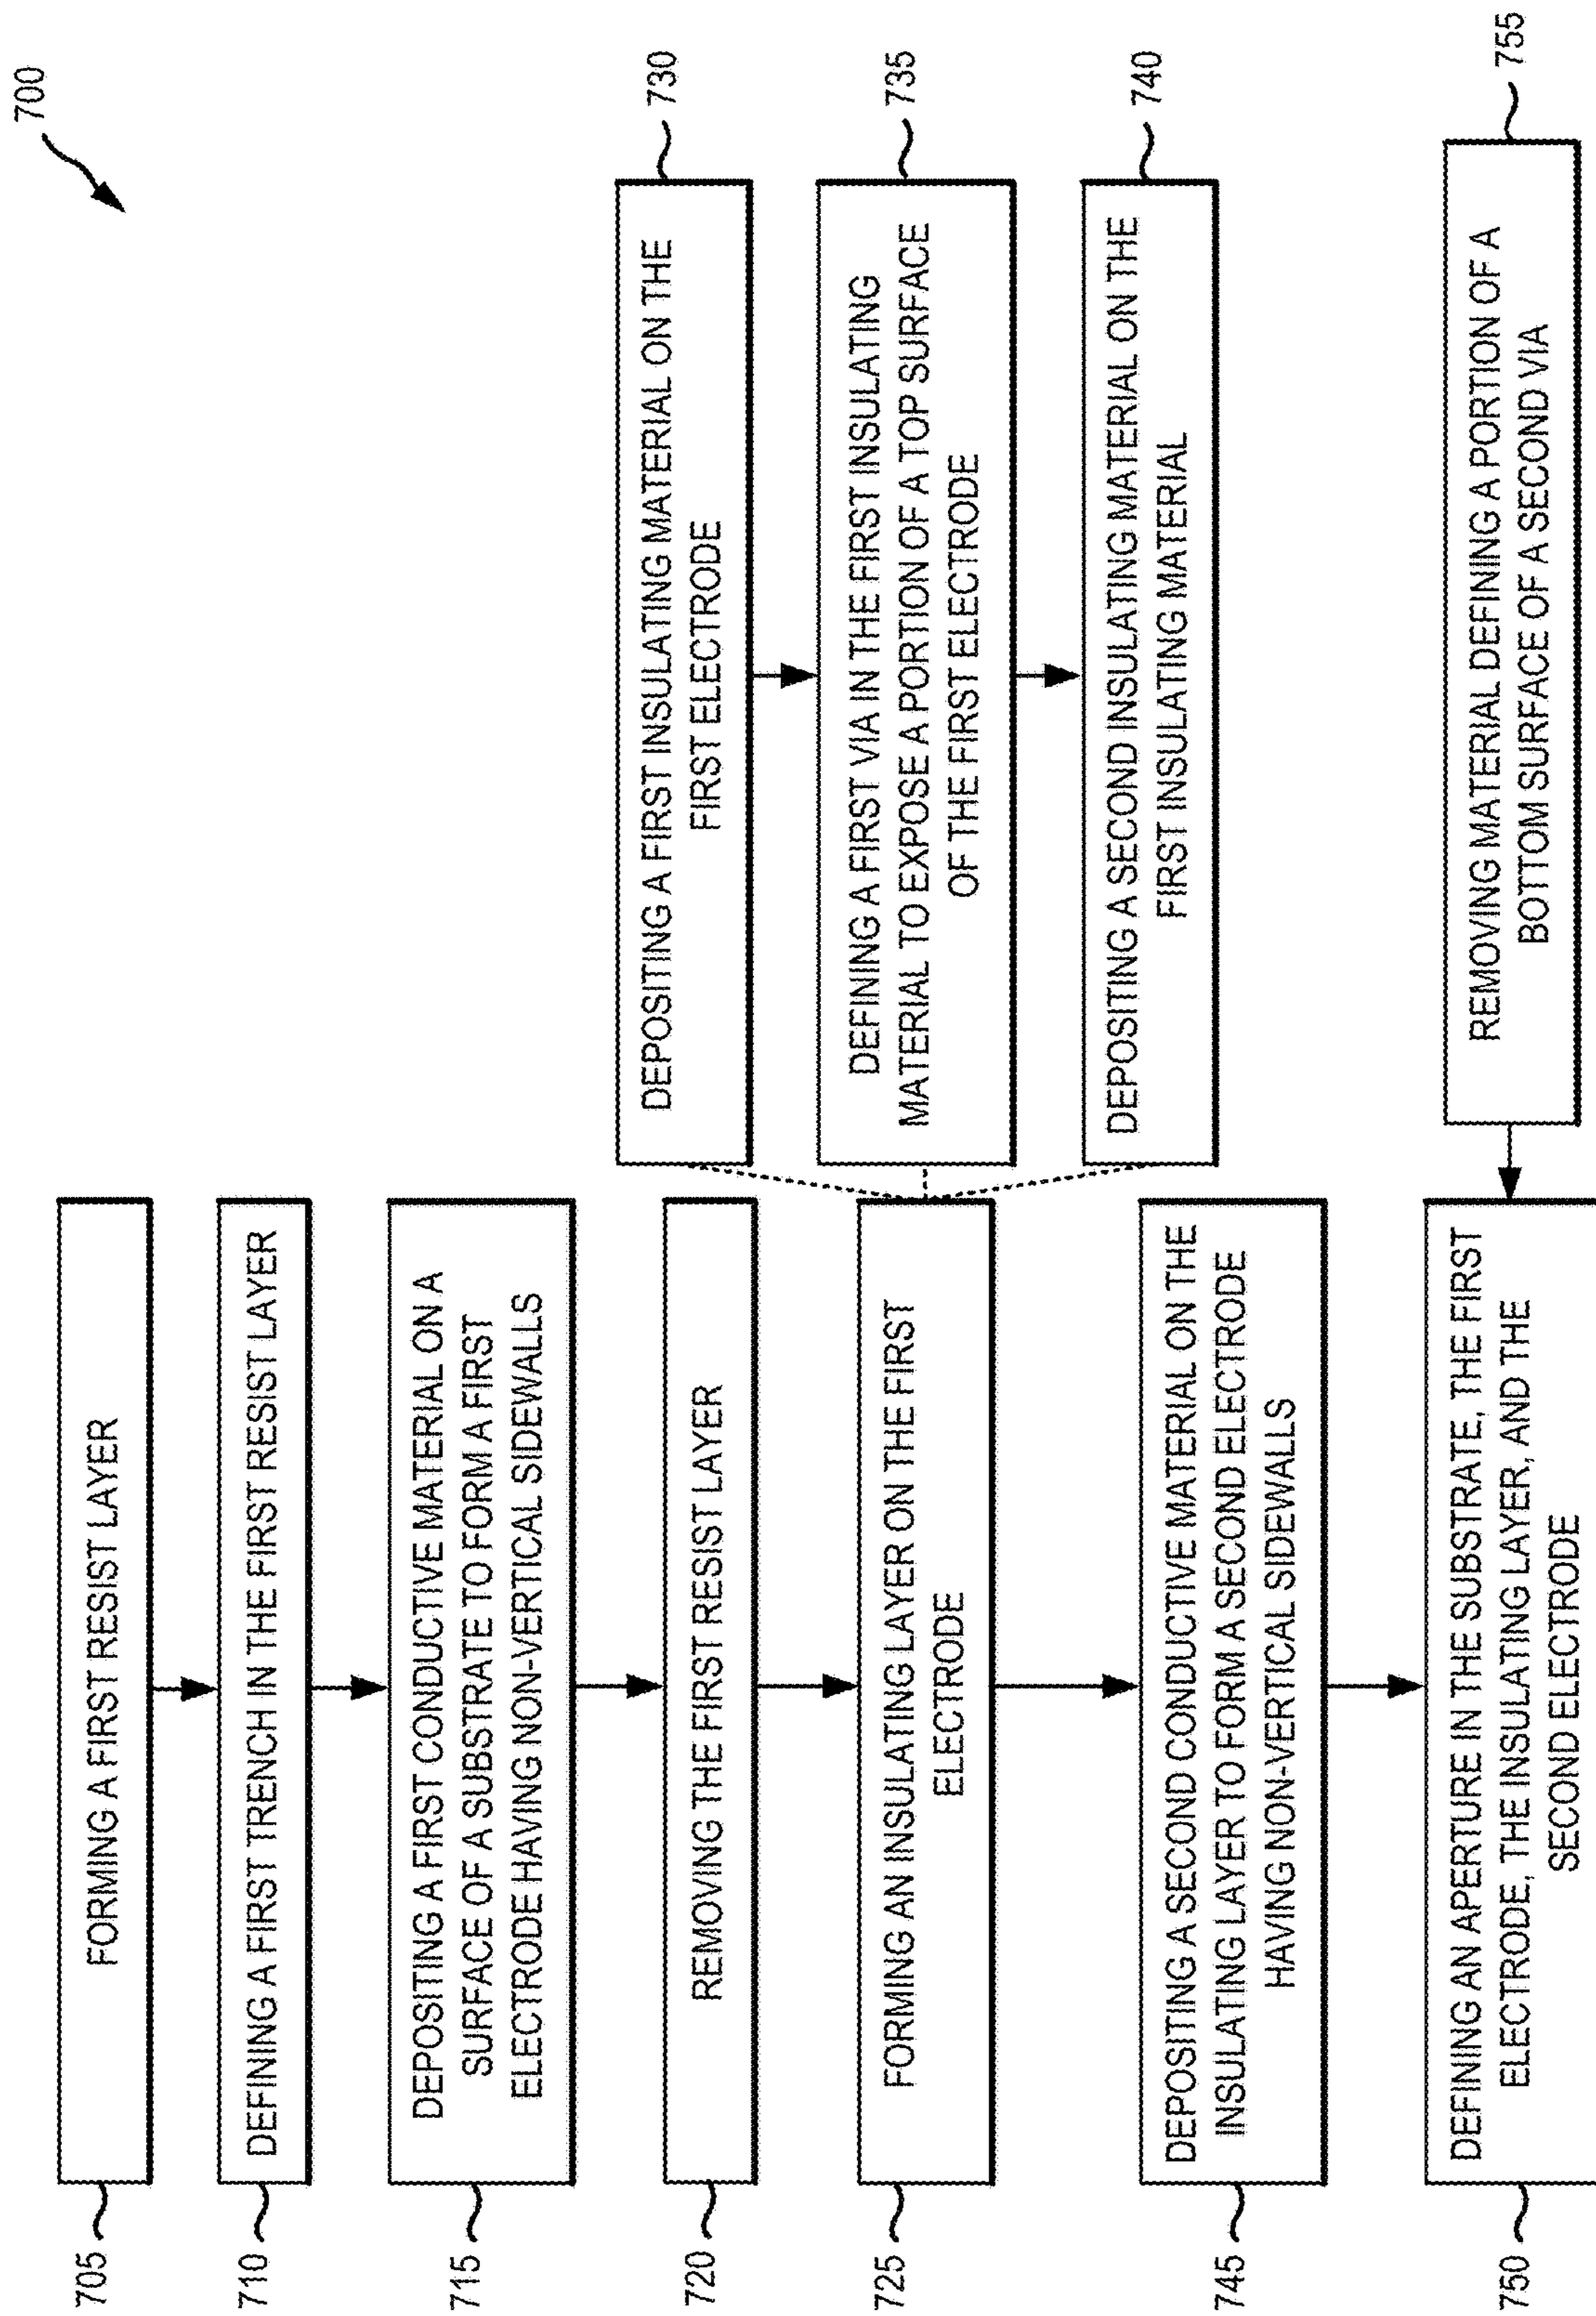 700
705
FORMING A FIRST RESIST LAYER
710
DEFINING A FIRST TRENCH IN THE FIRST RESIST LAYER
715
DEPOSITING A FIRST CONDUCTIVE MATERIAL ON A
SURFACE OF A SUBSTRATE TO FORM A FIRST
ELECTRODE HAVING NON-VERTICAL SIDEWALLS
720
REMOVING THE FIRST RESIST LAYER
725
FORMING AN INSULATING LAYER ON THE FIRST
ELECTRODE
730
DEPOSITING A FIRST INSULATING MATERIAL ON THE
FIRST ELECTRODE
735
DEFINING A FIRST VIA IN THE FIRST INSULATING
MATERIAL TO EXPOSE A PORTION OF A TOP SURFACE
OF THE FIRST ELECTRODE
740
DEPOSITING A SECOND INSULATING MATERIAL ON THE
FIRST INSULATING MATERIAL
745
DEPOSITING A SECOND CONDUCTIVE MATERIAL ON THE
INSULATING LAYER TO FORM A SECOND ELECTRODE
HAVING NON-VERTICAL SIDEWALLS
750
DEFINING AN APERTURE IN THE SUBSTRATE, THE FIRST
ELECTRODE, THE INSULATING LAYER, AND THE
SECOND ELECTRODE
755
REMOVING MATERIAL DEFINING A PORTION OF A
BOTTOM SURFACE OF A SECOND VIA